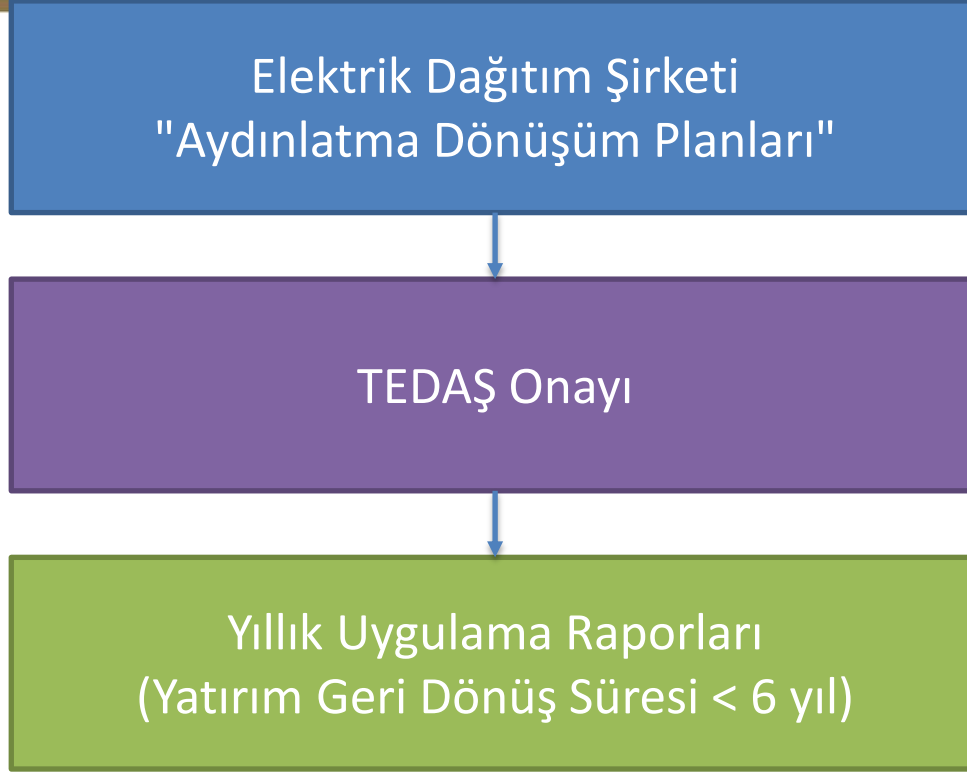 Elektrik Dağıtım Şirketi
"Aydınlatma Dönüşüm Planları"
TEDAŞ Onayı
Yıllık Uygulama Raporları
(Yatırım Geri Dönüş Süresi < 6 yıl)